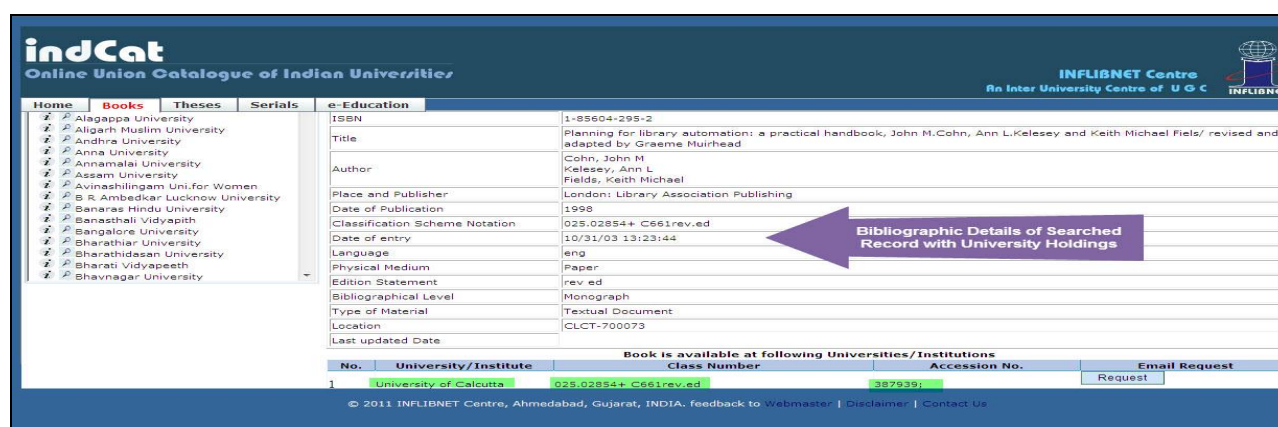 indCat
Online Union Catalogue of Indian Universities
INFLIBNET Centre
An Inter University Centre of U G C
Home Books Theses Serials e-Education
Alagappa University
Aligarh Muslim University
Andhra University
Anna University
Annamalai University
Assam University
Avinashilingam Uni.for Women
B R Ambedkar Lucknow University
Banaras Hindu University
Banasthali Vidyapith
Bangalore University
Bharathiar University
Bharathidasan University
Bharati Vidyapeeth
Bhavnagar University
ISBN 1-85604-295-2
Title Planning for library automation: a practical handbook, John M.Cohn, Ann L.Kelesey and Keith Michael Fiels/ revised and
adapted by Graeme Muirhead
Author Cohn, John M
Kelesey, Ann L
Fields, Keith Michael
Place and Publisher London: Library Association Publishing
Date of Publication 1998
Classification Scheme Notation 025.02854+ C661rev.ed
Date of entry 10/31/03 13:23:44
Language eng
Physical Medium Paper
Edition Statement rev ed
Bibliographical Level Monograph
Type of Material Textual Document
Location CLCT-700073
Last updated Date
Bibliographic Details of Searched
Record with University Holdings
Book is available at following Universities/Institutions
No. University/Institute Class Number Accession No. Email Request
1 University of Calcutta 025.02854+ C661rev.ed 387939; Request
© 2011 INFLIBNET Centre, Ahmedabad, Gujarat, INDIA. feedback to Webmaster | Disclaimer | Contact Us